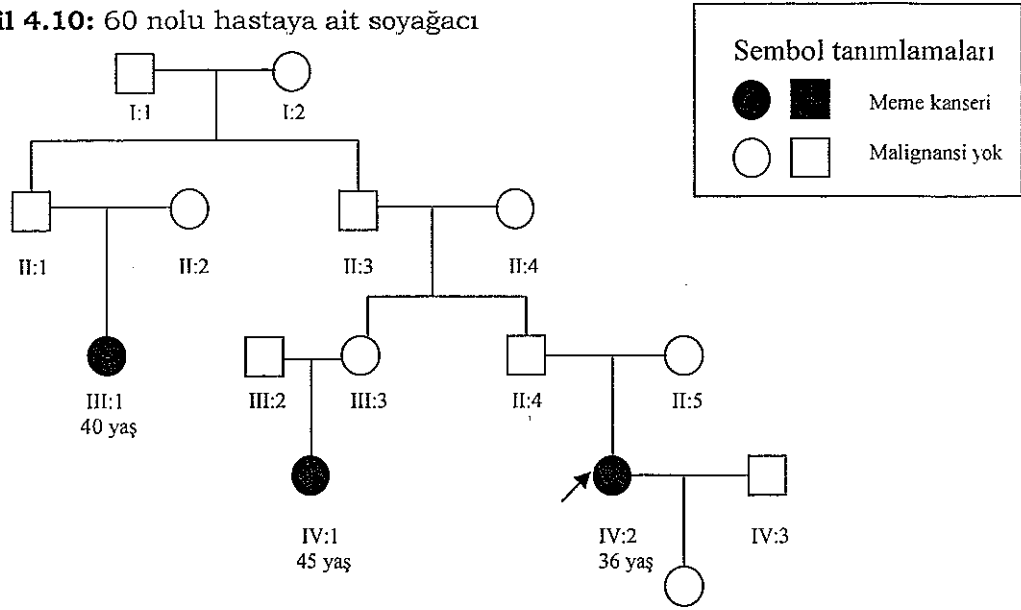 il 4.10: 60 nolu hastaya ait soyağacı
Sembol tanımlamaları
Meme kanseri
Malignansi yok
I:1
I:2
II:1
II:2
II:3
II:4
III:1
40 yaş
III:2
III:3
II:4
II:5
IV:1
45 yaş
IV:2
36 yaş
IV:3